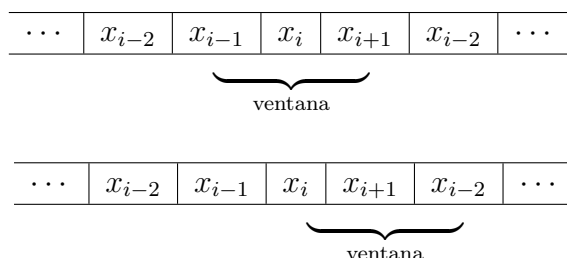 ⋯ x_{i−2} x_{i−1} x_i x_{i+1} x_{i−2} ⋯
ventana
⋯ x_{i−2} x_{i−1} x_i x_{i+1} x_{i−2} ⋯
ventana